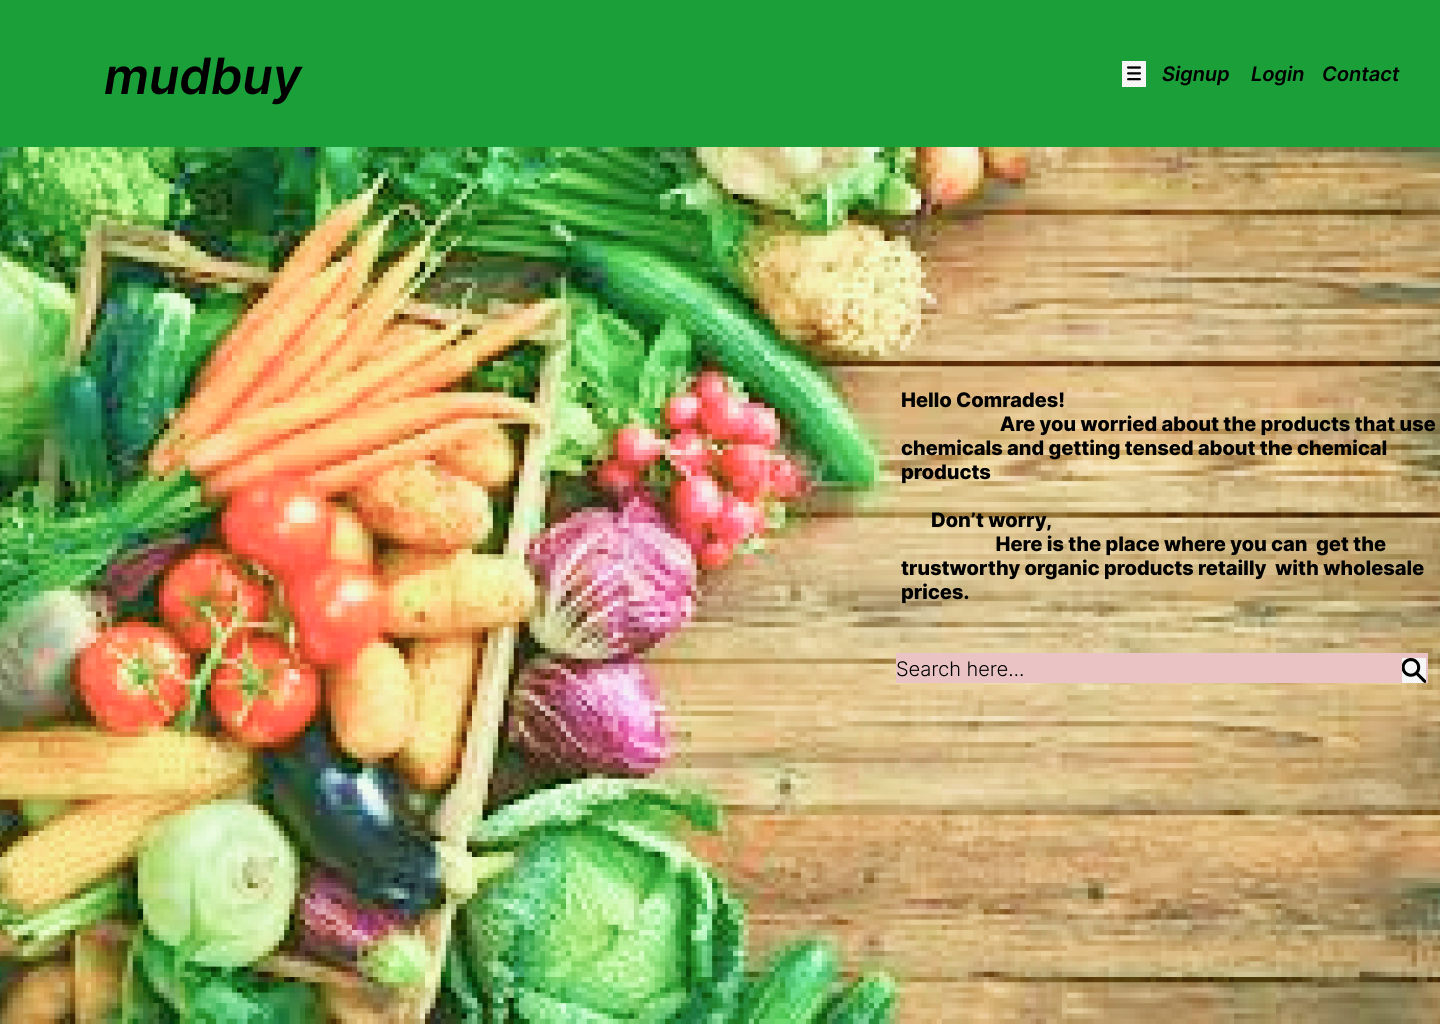 mudbuy
Signup Login Contact
Hello Comrades!
Are you worried about the products that use
chemicals and getting tensed about the chemical
products
Don’t worry,
Here is the place where you can  get the
trustworthy organic products retailly  with wholesale
prices.
Search here...